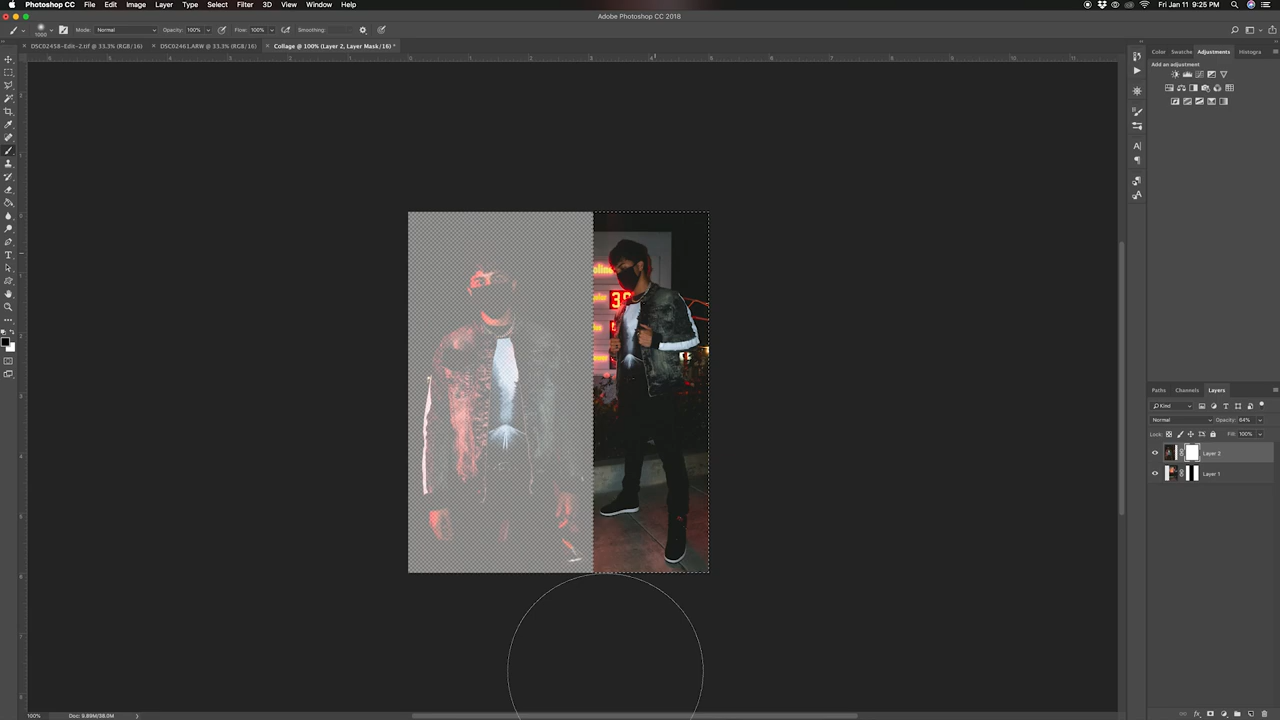 Photoshop CC File Edit Image Layer Type Select Filter 3D View Window Help Fri Jan 11 9:25 PM
Adobe Photoshop CC 2018
1000 Mode: Normal Opacity: 100% Flow: 100% Smoothing:
DSC02458-Edit-2.tif @ 33.3% (RGB/16) DSC02461.ARW @ 33.3% (RGB/16) Collage @ 100% (Layer 2, Layer Mask/16) *
Color Swatche Adjustments Histogra
Add an adjustment
Paths Channels Layers
Kind
Normal Opacity: 64%
Lock: Fill: 100%
Layer 2
Layer 1
100% Doc: 9.89M/38.0M